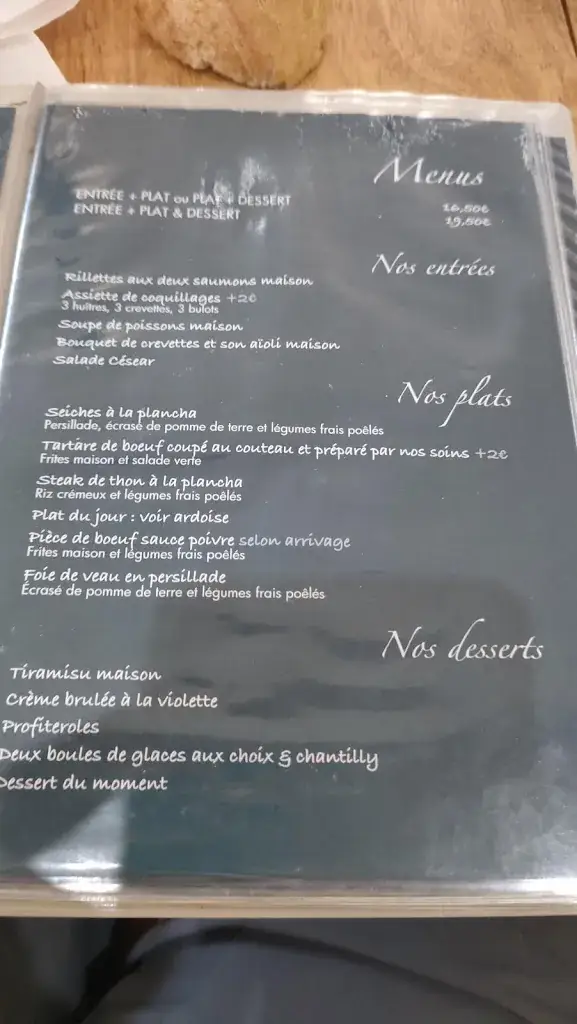 Menus
ENTRÉE + PLAT ou PLAT + DESSERT 16,50€
ENTRÉE + PLAT & DESSERT 19,50€
Nos entrées
Rillettes aux deux saumons maison
Assiette de coquillages +2€
3 huîtres, 3 crevettes, 3 bulots
Soupe de poissons maison
Bouquet de crevettes et son aïoli maison
Salade César
Nos plats
Seiches à la plancha
Persillade, écrasé de pomme de terre et légumes frais poêlés
Tartare de boeuf coupé au couteau et préparé par nos soins +2€
Frites maison et salade verte
Steak de thon à la plancha
Riz crémeux et légumes frais poêlés
Plat du jour : voir ardoise
Pièce de boeuf sauce poivre selon arrivage
Frites maison et légumes frais poêlés
Foie de veau en persillade
Écrasé de pomme de terre et légumes frais poêlés
Nos desserts
Tiramisu maison
Crème brulée à la violette
Profiteroles
Deux boules de glaces aux choix & chantilly
Dessert du moment